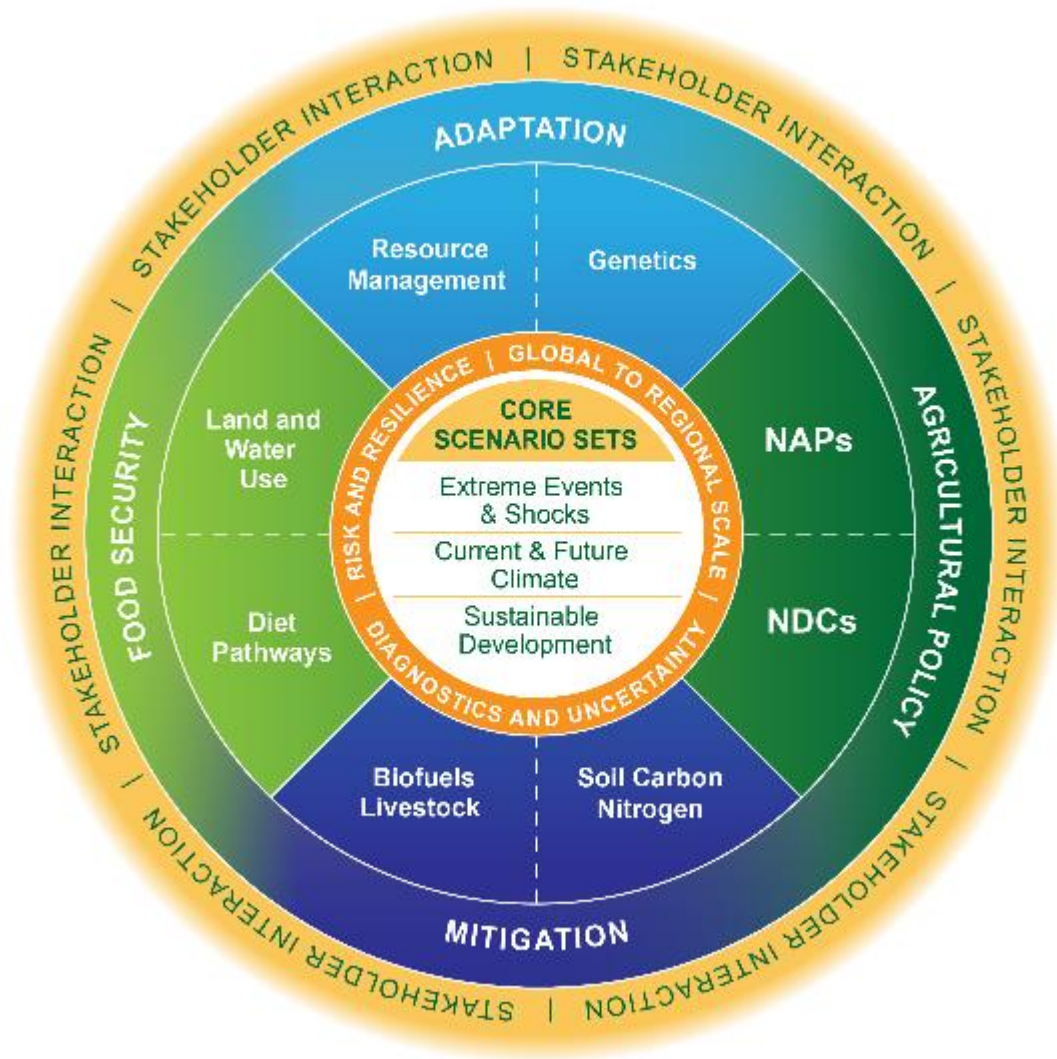 STAKEHOLDER INTERACTION | STAKEHOLDER INTERACTION | STAKEHOLDER INTERACTION | STAKEHOLDER INTERACTION | STAKEHOLDER INTERACTION | STAKEHOLDER INTERACTION |
ADAPTATION
Resource
Management
Genetics
AGRICULTURAL POLICY
NAPs
NDCs
MITIGATION
Soil Carbon
Nitrogen
Biofuels
Livestock
FOOD SECURITY
Land and
Water
Use
Diet
Pathways
| RISK AND RESILIENCE | GLOBAL TO REGIONAL SCALE |
DIAGNOSTICS AND UNCERTAINTY
CORE
SCENARIO SETS
Extreme Events
& Shocks
Current & Future
Climate
Sustainable
Development